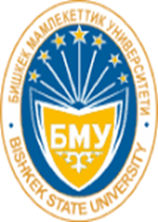 БИШКЕК МАМЛЕКЕТТИК УНИВЕРСИТЕТИ
БМУ
BISHKEK STATE UNIVERSITY